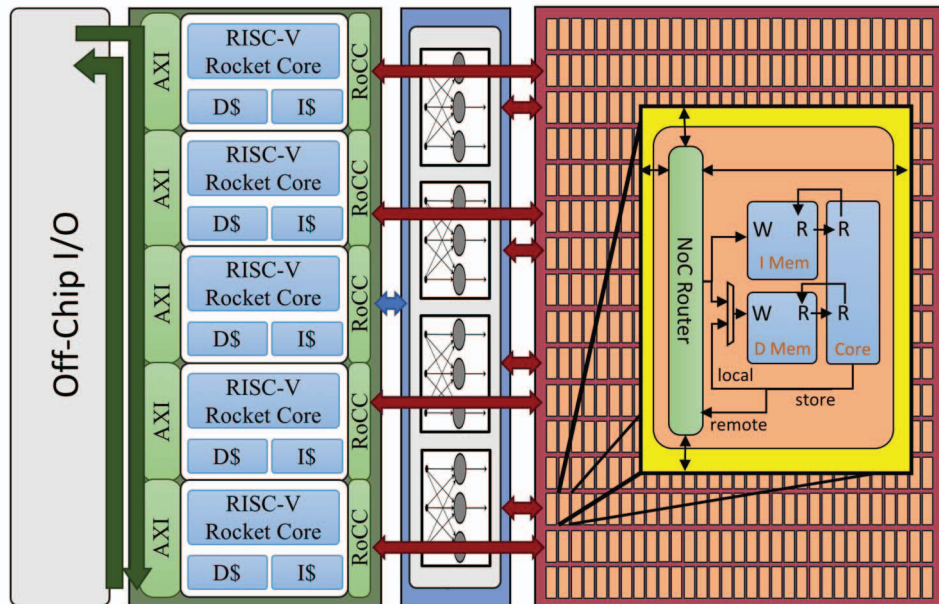 Off-Chip I/O
AXI
RISC-V
Rocket Core
D$ I$
RoCC
AXI
RISC-V
Rocket Core
D$ I$
RoCC
AXI
RISC-V
Rocket Core
D$ I$
RoCC
AXI
RISC-V
Rocket Core
D$ I$
RoCC
AXI
RISC-V
Rocket Core
D$ I$
RoCC
NoC Router
W R R
I Mem
W R R
D Mem Core
local
store
remote